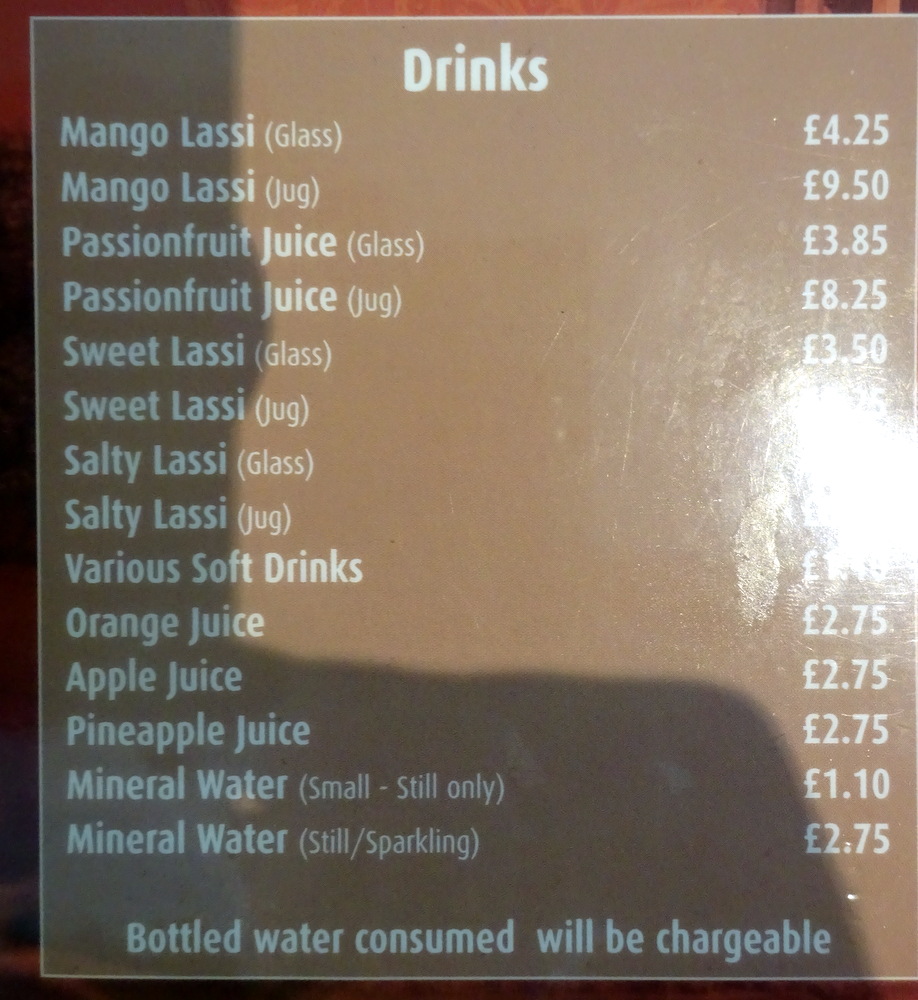 Drinks
Mango Lassi (Glass) £4.25
Mango Lassi (Jug) £9.50
Passionfruit Juice (Glass) £3.85
Passionfruit Juice (Jug) £8.25
Sweet Lassi (Glass) £3.50
Sweet Lassi (Jug)
Salty Lassi (Glass)
Salty Lassi (Jug)
Various Soft Drinks
Orange Juice £2.75
Apple Juice £2.75
Pineapple Juice £2.75
Mineral Water (Small - Still only) £1.10
Mineral Water (Still/Sparkling) £2.75
Bottled water consumed will be chargeable